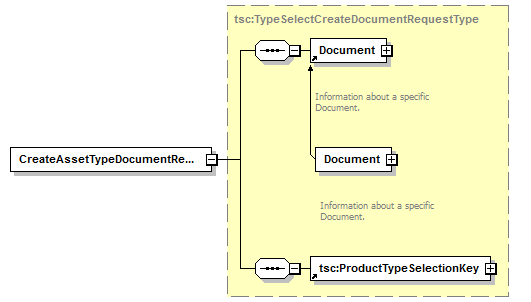 tsc:TypeSelectCreateDocumentRequestType
Document
Information about a specific
Document.
CreateAssetTypeDocumentRe...
Document
Information about a specific
Document.
tsc:ProductTypeSelectionKey